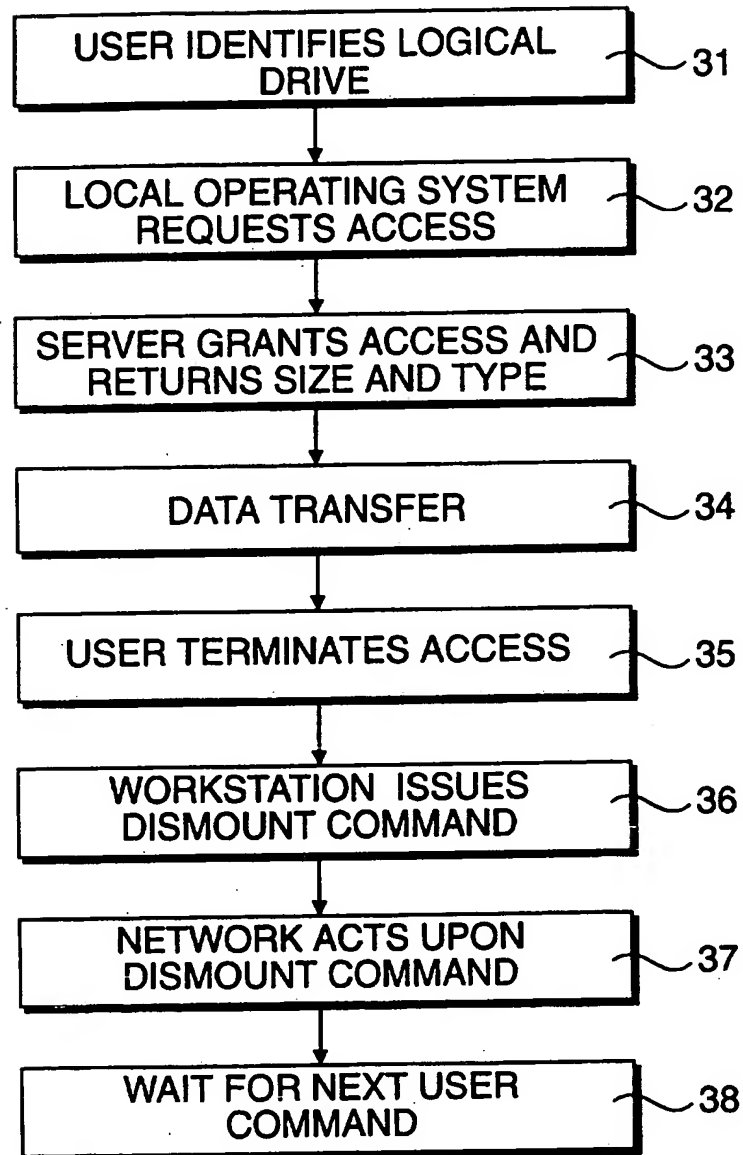 USER IDENTIFIES LOGICAL
DRIVE
31
LOCAL OPERATING SYSTEM
REQUESTS ACCESS
32
SERVER GRANTS ACCESS AND
RETURNS SIZE AND TYPE
33
DATA TRANSFER
34
USER TERMINATES ACCESS
35
WORKSTATION ISSUES
DISMOUNT COMMAND
36
NETWORK ACTS UPON
DISMOUNT COMMAND
37
WAIT FOR NEXT USER
COMMAND
38